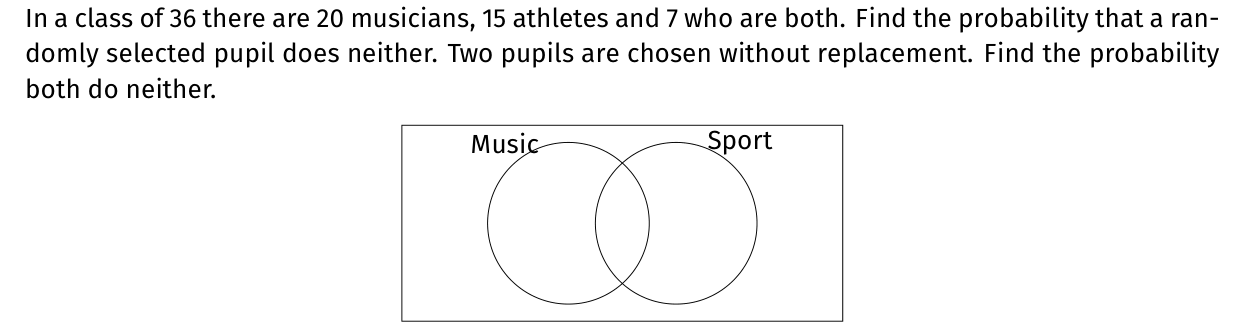 In a class of 36 there are 20 musicians, 15 athletes and 7 who are both. Find the probability that a ran-
domly selected pupil does neither. Two pupils are chosen without replacement. Find the probability
both do neither.
Music
Sport